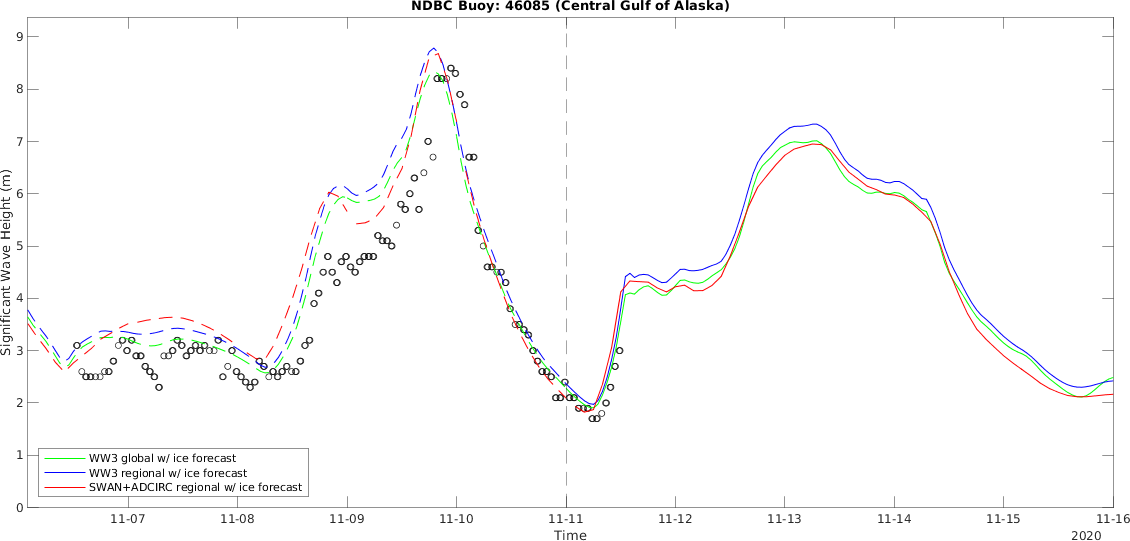 NDBC Buoy: 46085 (Central Gulf of Alaska)
Significant Wave Height (m)
9
8
7
6
5
4
3
2
1
0
WW3 global w/ ice forecast
WW3 regional w/ ice forecast
SWAN+ADCIRC regional w/ ice forecast
11-07 11-08 11-09 11-10 11-11 11-12 11-13 11-14 11-15 11-16
Time
2020